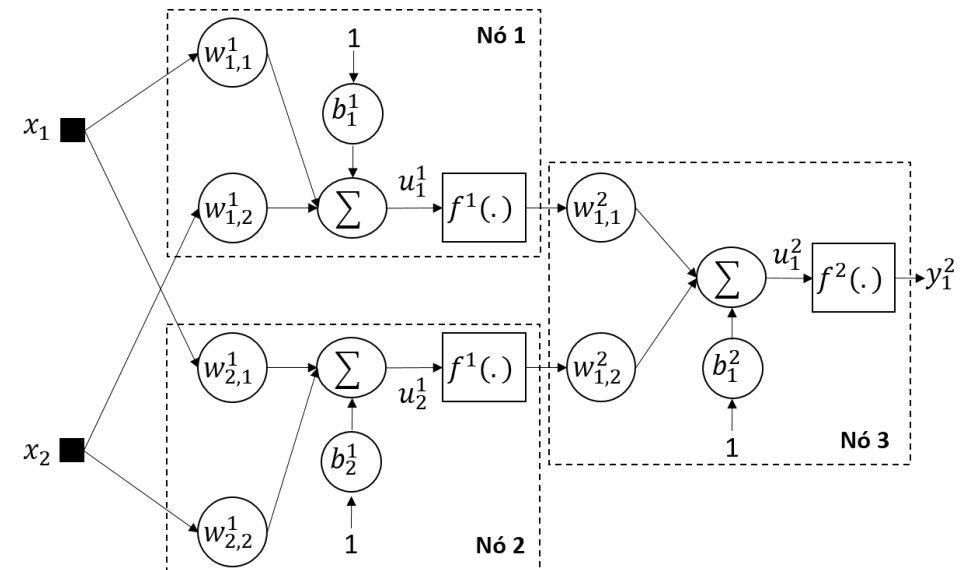 Nó 1
1
w¹₁,₁
b¹₁
x₁
w¹₁,₂
∑
u¹₁
f¹(.)
w²₁,₁
∑
u²₁
f²(.)
y²₁
w¹₂,₁
∑
u¹₂
f¹(.)
w²₁,₂
b²₁
1
Nó 3
x₂
b¹₂
w¹₂,₂
1
Nó 2